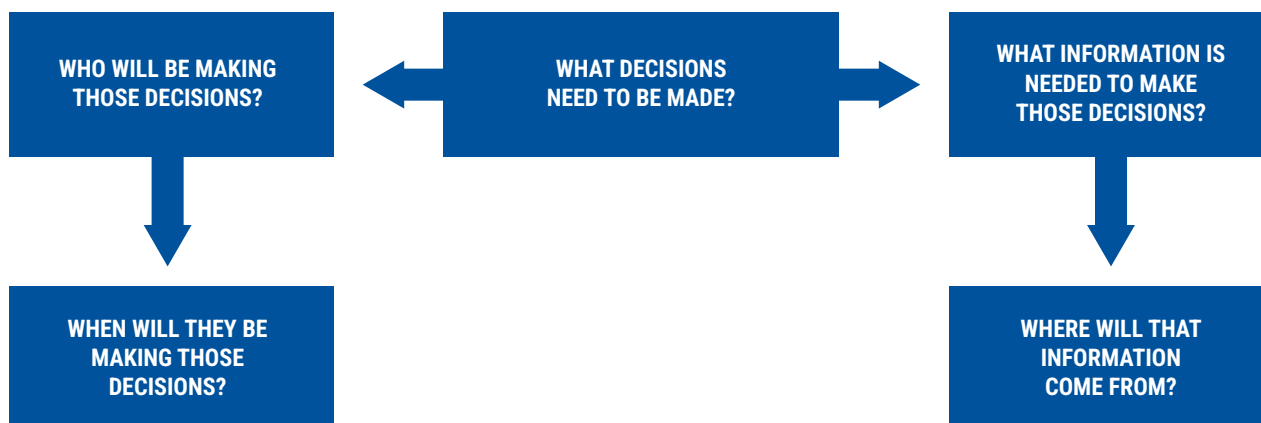 WHO WILL BE MAKING
THOSE DECISIONS?
WHAT DECISIONS
NEED TO BE MADE?
WHAT INFORMATION IS
NEEDED TO MAKE
THOSE DECISIONS?
WHEN WILL THEY BE
MAKING THOSE
DECISIONS?
WHERE WILL THAT
INFORMATION
COME FROM?